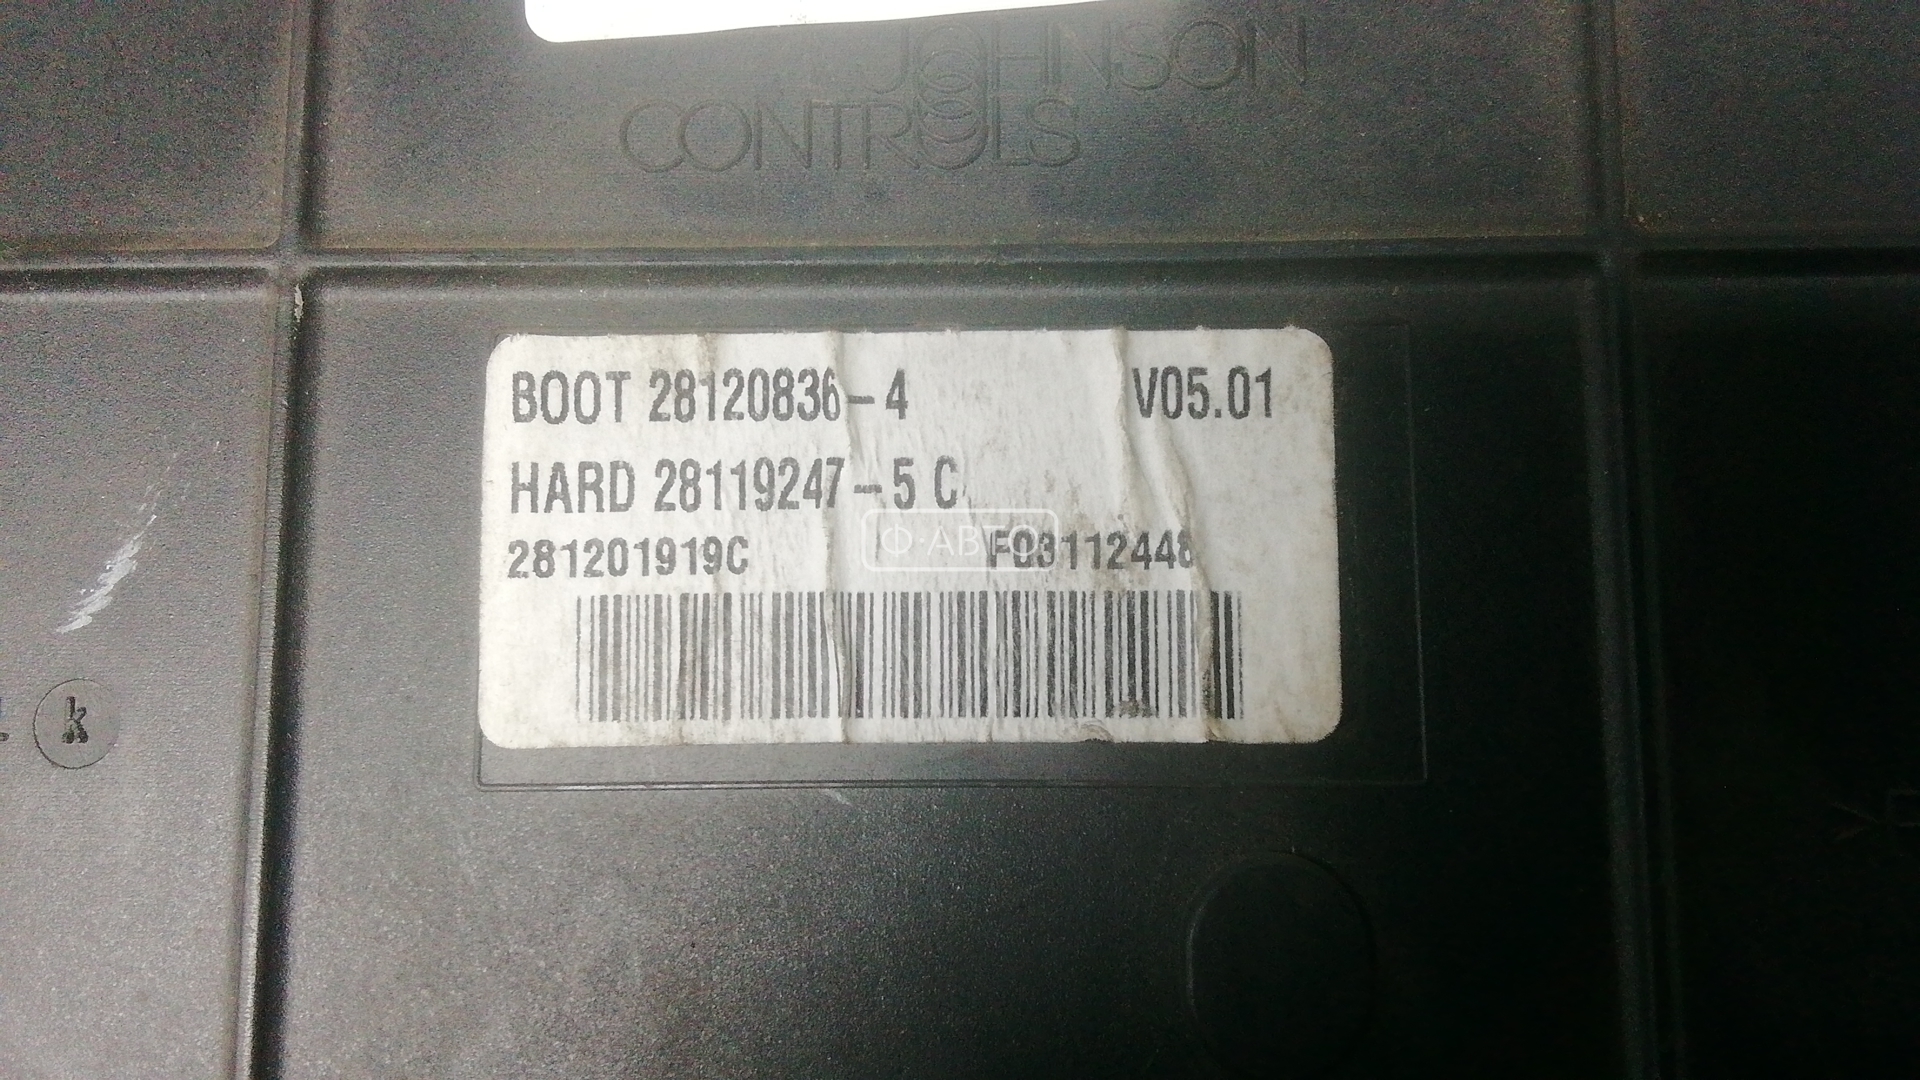 JOHNSON
CONTROLS
BOOT 28120836-4 V05.01
HARD 28119247-5 C
281201919C F03112448
Ф·АВТО
k